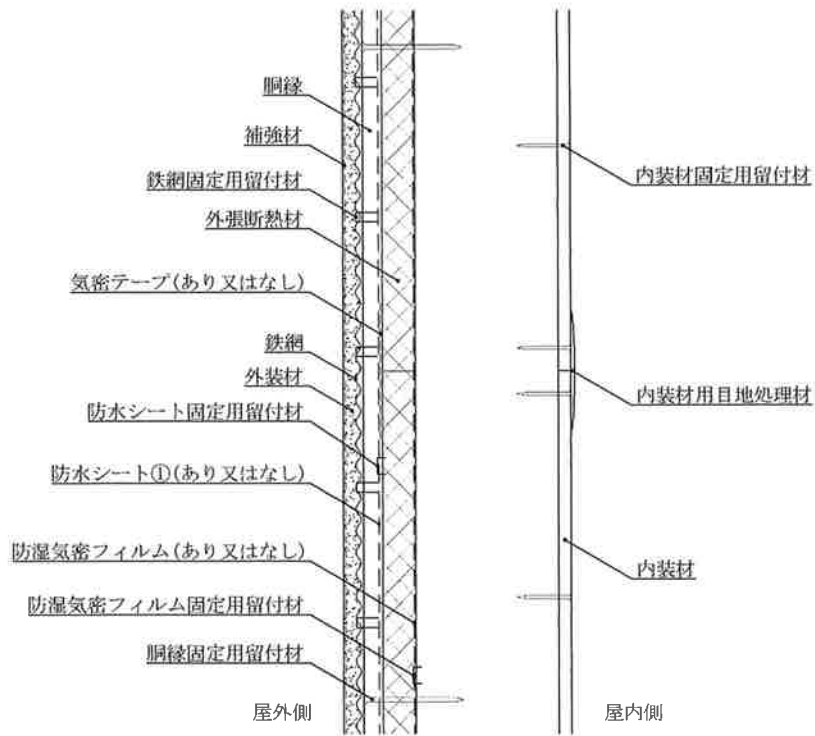 胴縁
補強材
鉄網固定用留付材
外張断熱材
気密テープ(あり又はなし)
鉄網
外装材
防水シート固定用留付材
防水シート①(あり又はなし)
防湿気密フィルム(あり又はなし)
防湿気密フィルム固定用留付材
胴縁固定用留付材
屋外側
内装材固定用留付材
内装材用目地処理材
内装材
屋内側